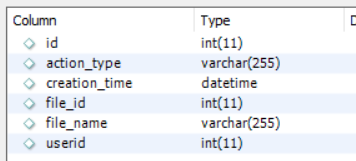 Column Type D
id int(11)
action_type varchar(255)
creation_time datetime
file_id int(11)
file_name varchar(255)
userid int(11)